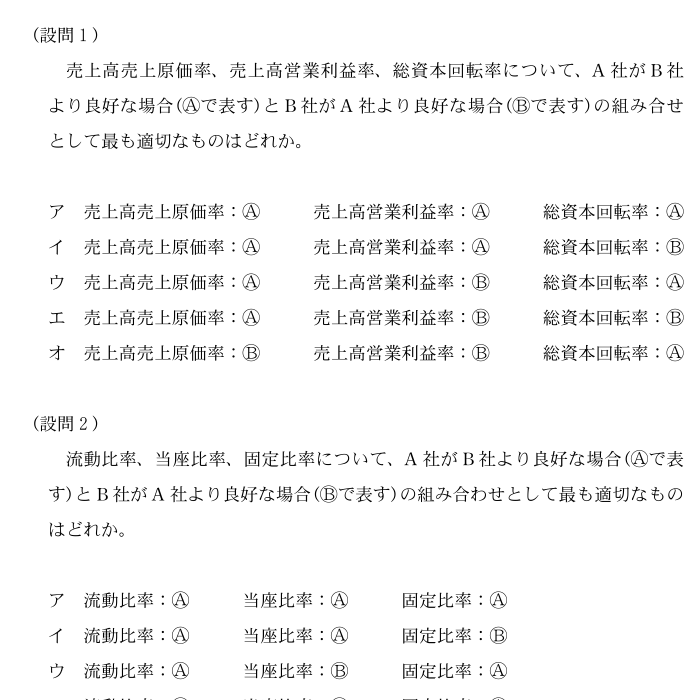 （設問１）
売上高売上原価率、売上高営業利益率、総資本回転率について、A 社が B 社
より良好な場合（Ⓐで表す）と B 社が A 社より良好な場合（Ⓑで表す）の組み合せ
として最も適切なものはどれか。
ア　売上高売上原価率：Ⓐ　売上高営業利益率：Ⓐ　総資本回転率：Ⓐ
イ　売上高売上原価率：Ⓐ　売上高営業利益率：Ⓐ　総資本回転率：Ⓑ
ウ　売上高売上原価率：Ⓐ　売上高営業利益率：Ⓑ　総資本回転率：Ⓐ
エ　売上高売上原価率：Ⓐ　売上高営業利益率：Ⓑ　総資本回転率：Ⓑ
オ　売上高売上原価率：Ⓑ　売上高営業利益率：Ⓑ　総資本回転率：Ⓐ
（設問２）
流動比率、当座比率、固定比率について、A 社が B 社より良好な場合（Ⓐで表
す）と B 社が A 社より良好な場合（Ⓑで表す）の組み合わせとして最も適切なもの
はどれか。
ア　流動比率：Ⓐ　当座比率：Ⓐ　固定比率：Ⓐ
イ　流動比率：Ⓐ　当座比率：Ⓐ　固定比率：Ⓑ
ウ　流動比率：Ⓐ　当座比率：Ⓑ　固定比率：Ⓐ